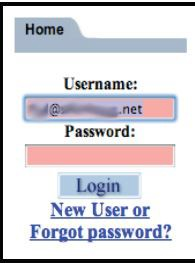 Home
Username:
@ .net
Password:
Login
New User or
Forgot password?